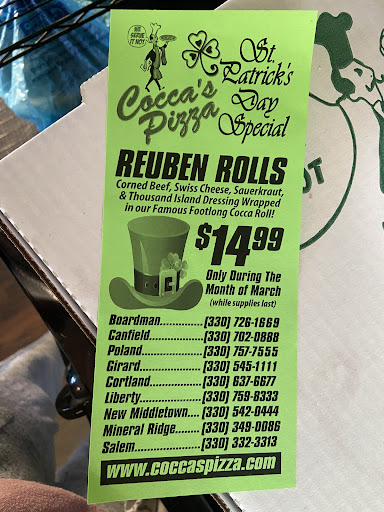 WE
SERVE
IT HOT
Cocca's
Pizza
St.
Patrick's
Day
Special
REUBEN ROLLS
Corned Beef, Swiss Cheese, Sauerkraut,
& Thousand Island Dressing Wrapped
in our Famous Footlong Cocca Roll!
$14.99
Only During The
Month of March
(while supplies last)
Boardman.............(330) 726-1669
Canfield................(330) 702-0888
Poland..................(330) 757-7555
Girard...................(330) 545-1111
Cortland...............(330) 637-6677
Liberty..................(330) 759-8333
New Middletown....(330) 542-0444
Mineral Ridge........(330) 349-0086
Salem...................(330) 332-3313
www.coccaspizza.com
OT